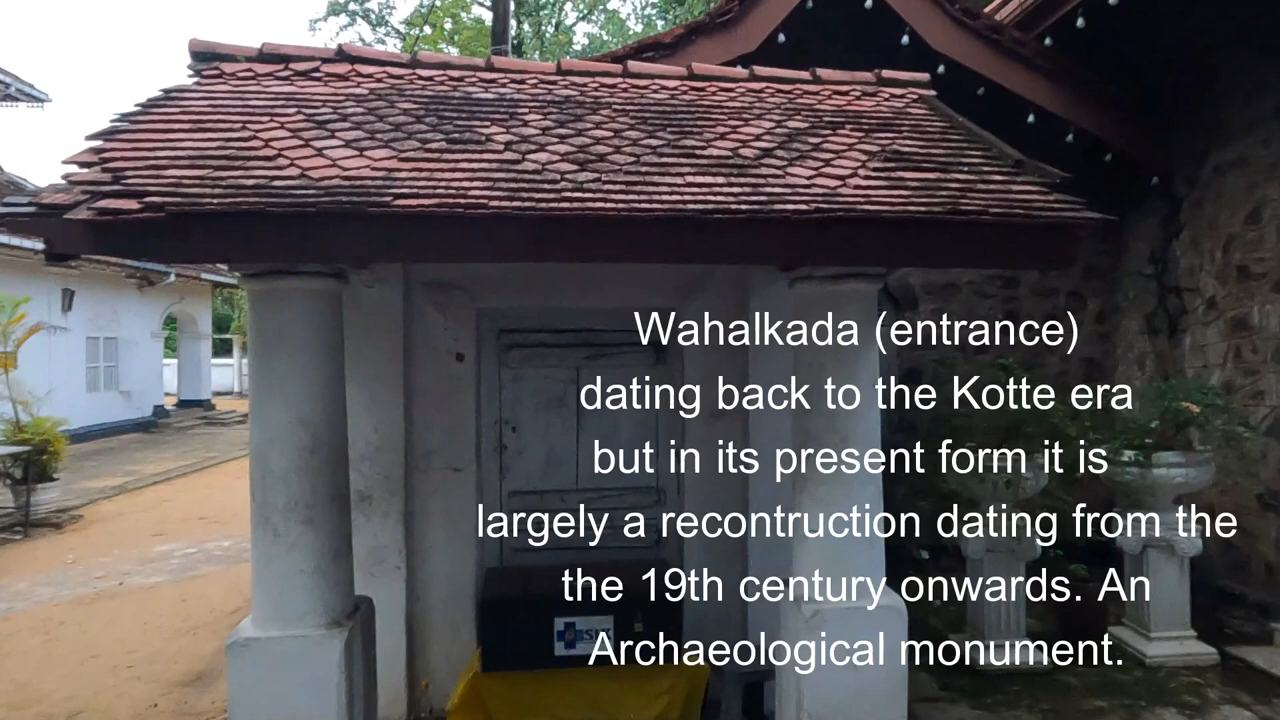 Wahalkada (entrance)
dating back to the Kotte era
but in its present form it is
largely a recontruction dating from the
the 19th century onwards. An
Archaeological monument.